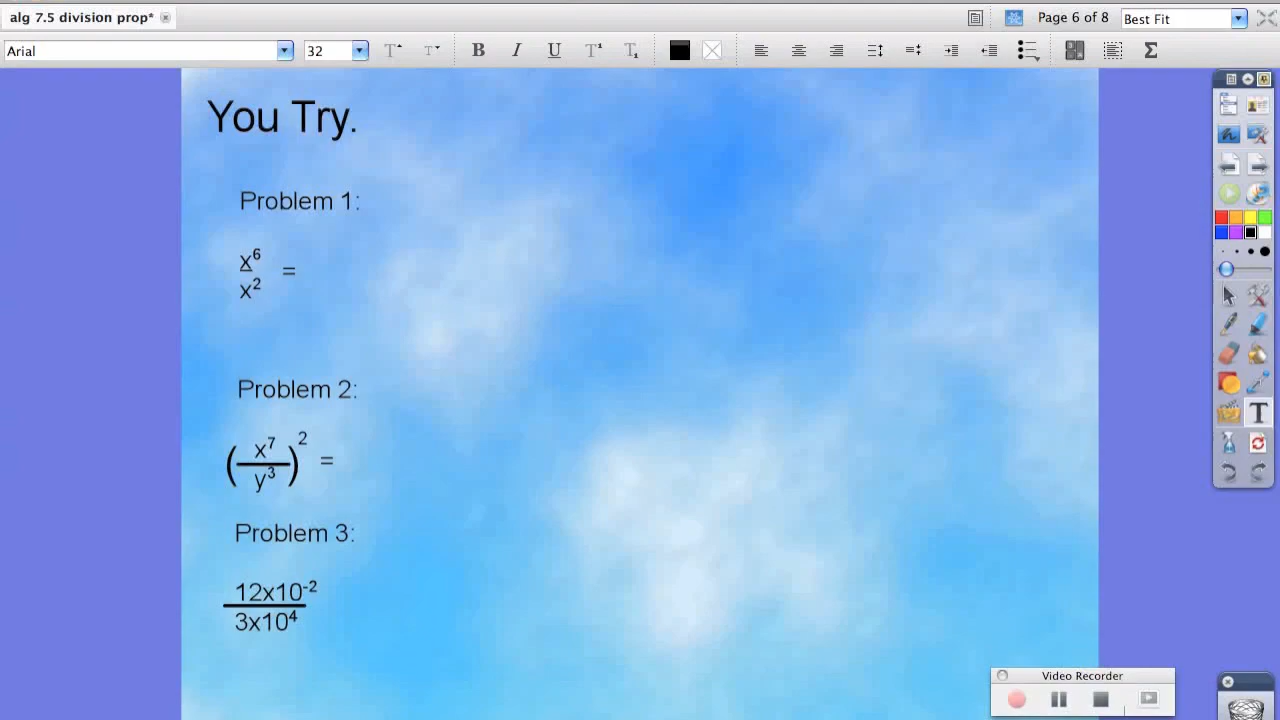 alg 7.5 division prop*
Page 6 of 8
Best Fit
Arial
32
You Try.
Problem 1:
x⁶
=
x²
Problem 2:
(x⁷/y³)² =
Problem 3:
12x10⁻²
3x10⁴
Video Recorder